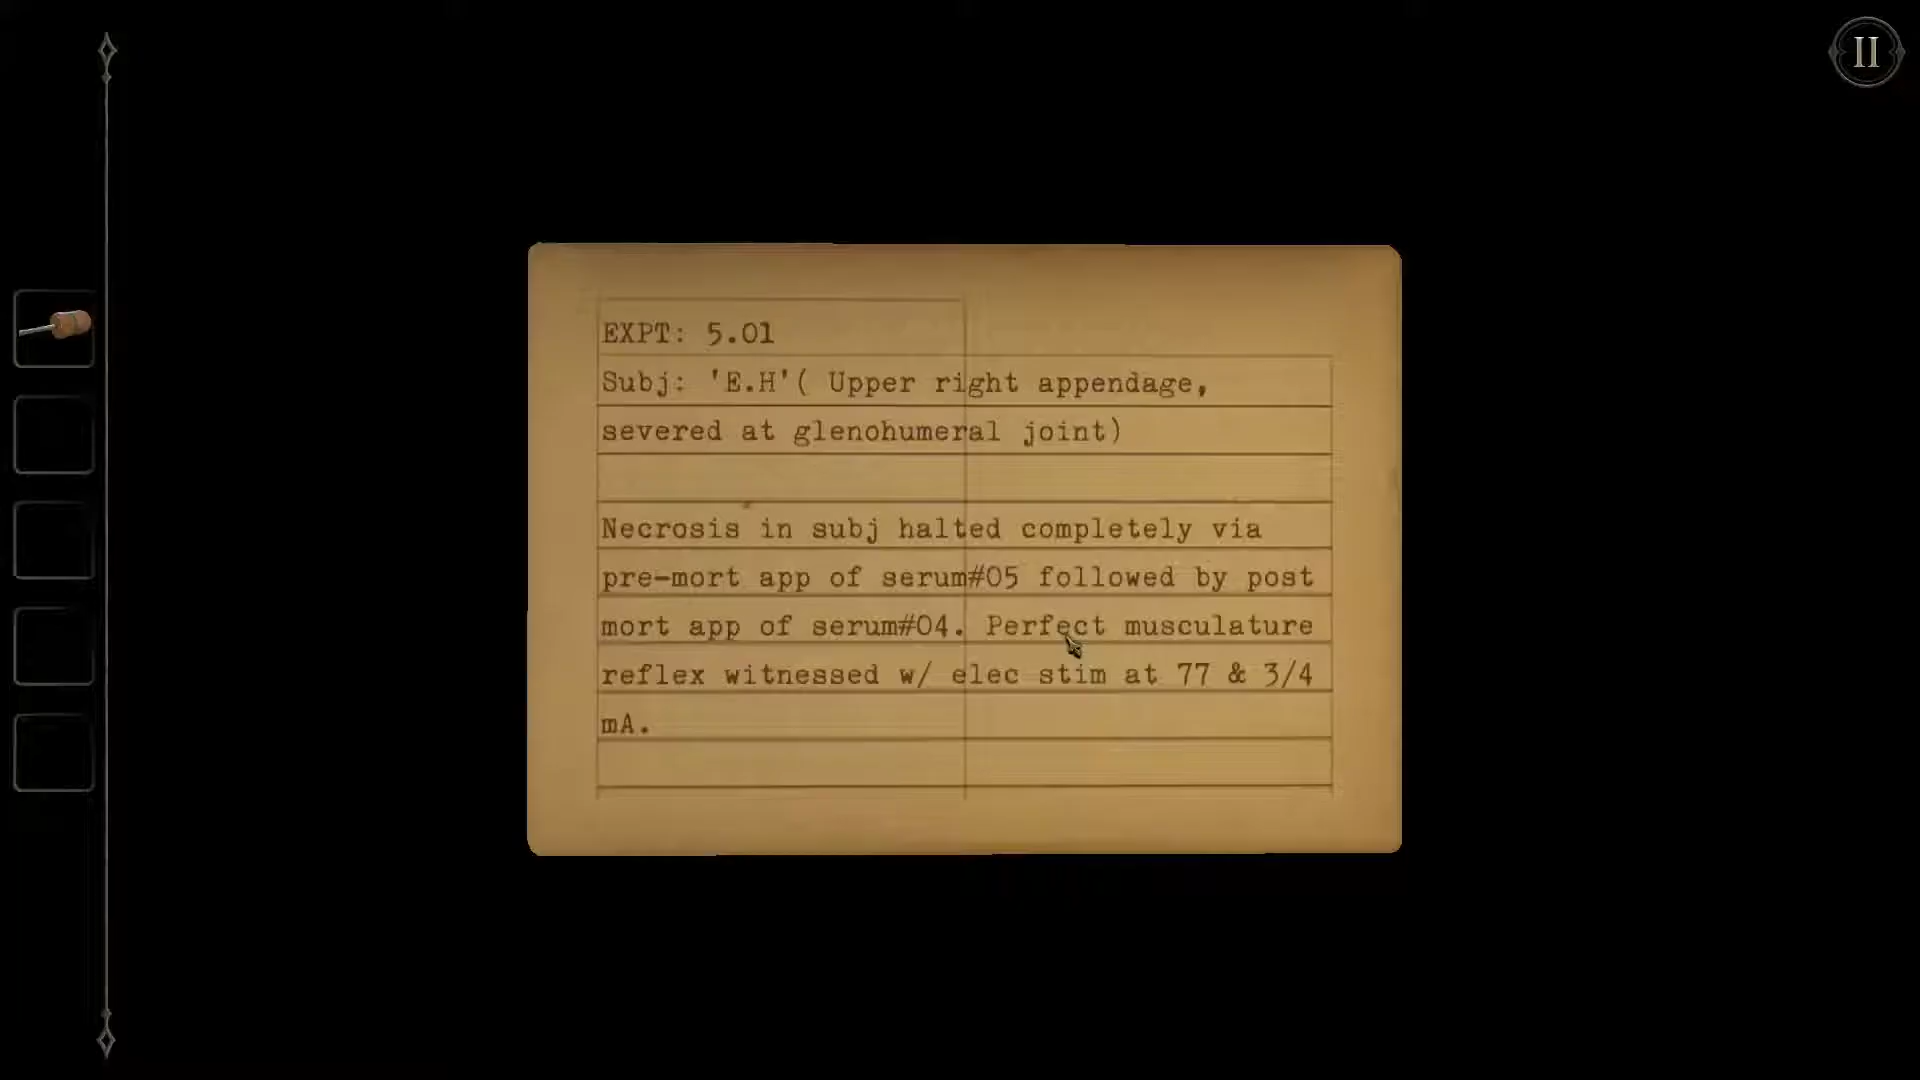 II
EXPT: 5.01
Subj: 'E.H'( Upper right appendage,
severed at glenohumeral joint)
Necrosis in subj halted completely via
pre-mort app of serum#05 followed by post
mort app of serum#04. Perfect musculature
reflex witnessed w/ elec stim at 77 & 3/4
mA.